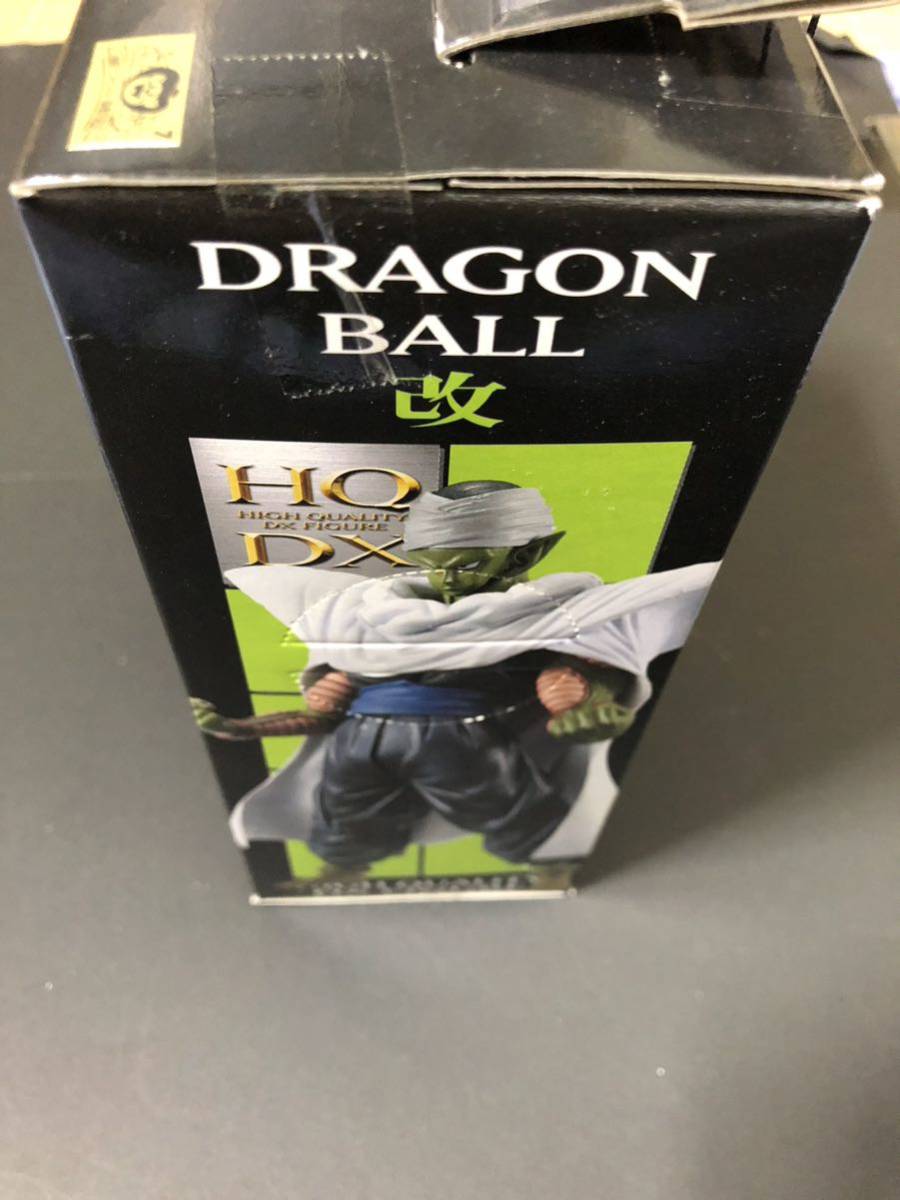 DRAGON
BALL
改
HQ
HIGH QUALITY
DX FIGURE
DX